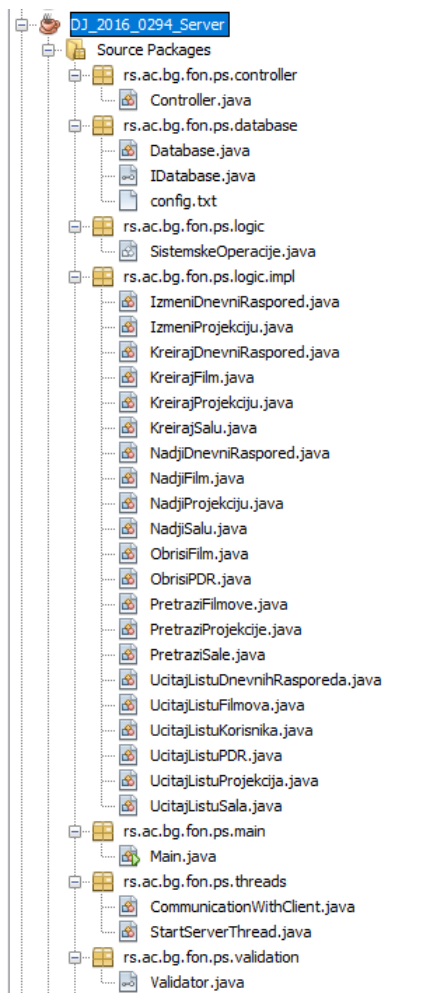 DJ_2016_0294_Server
Source Packages
rs.ac.bg.fon.ps.controller
Controller.java
rs.ac.bg.fon.ps.database
Database.java
IDatabase.java
config.txt
rs.ac.bg.fon.ps.logic
SistemskeOperacije.java
rs.ac.bg.fon.ps.logic.impl
IzmeniDnevniRaspored.java
IzmeniProjekciju.java
KreirajDnevniRaspored.java
KreirajFilm.java
KreirajProjekciju.java
KreirajSalu.java
NadjiDnevniRaspored.java
NadjiFilm.java
NadjiProjekciju.java
NadjiSalu.java
ObrisiFilm.java
ObrisiPDR.java
PretraziFilmove.java
PretraziProjekcije.java
PretraziSale.java
UcitajListuDnevnihRasporeda.java
UcitajListuFilmova.java
UcitajListuKorisnika.java
UcitajListuPDR.java
UcitajListuProjekcija.java
UcitajListuSala.java
rs.ac.bg.fon.ps.main
Main.java
rs.ac.bg.fon.ps.threads
CommunicationWithClient.java
StartServerThread.java
rs.ac.bg.fon.ps.validation
Validator.java